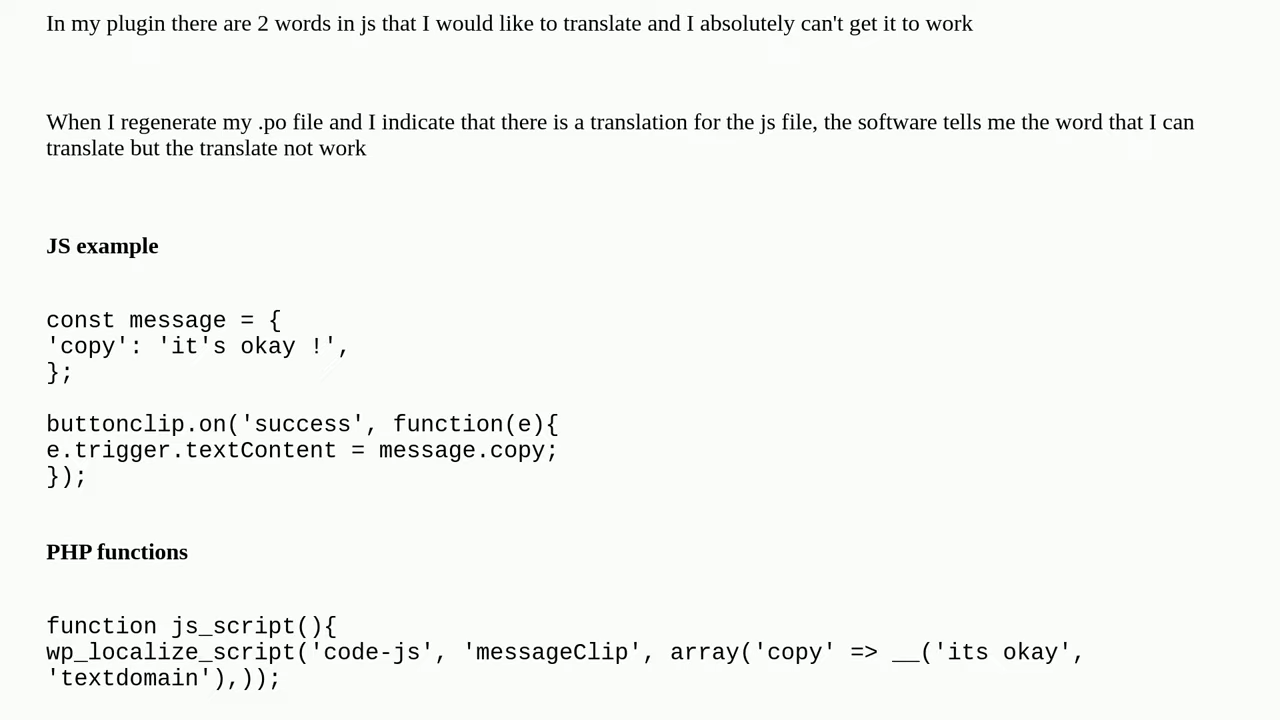 In my plugin there are 2 words in js that I would like to translate and I absolutely can't get it to work
When I regenerate my .po file and I indicate that there is a translation for the js file, the software tells me the word that I can
translate but the translate not work
JS example
const message = {
'copy': 'it's okay !',
};
buttonclip.on('success', function(e){
e.trigger.textContent = message.copy;
});
PHP functions
function js_script(){
wp_localize_script('code-js', 'messageClip', array('copy' => __('its okay',
'textdomain'),));